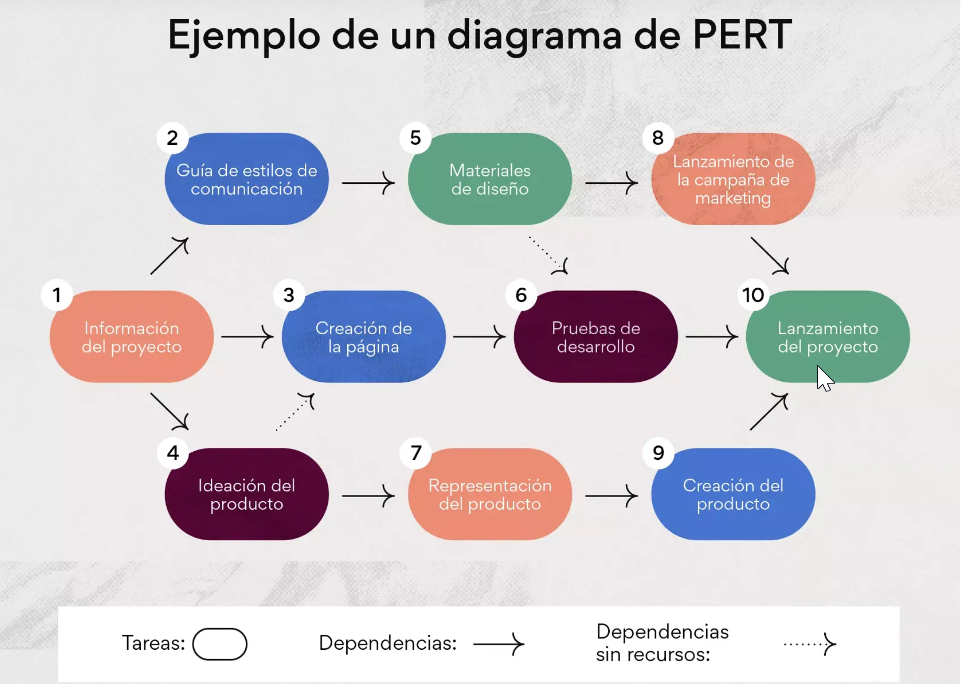 Ejemplo de un diagrama de PERT
2
Guía de estilos de
comunicación
5
Materiales
de diseño
8
Lanzamiento de
la campaña de
marketing
1
Información
del proyecto
3
Creación de
la página
6
Pruebas de
desarrollo
10
Lanzamiento
del proyecto
4
Ideación del
producto
7
Representación
del producto
9
Creación del
producto
Tareas:
Dependencias:
Dependencias
sin recursos: